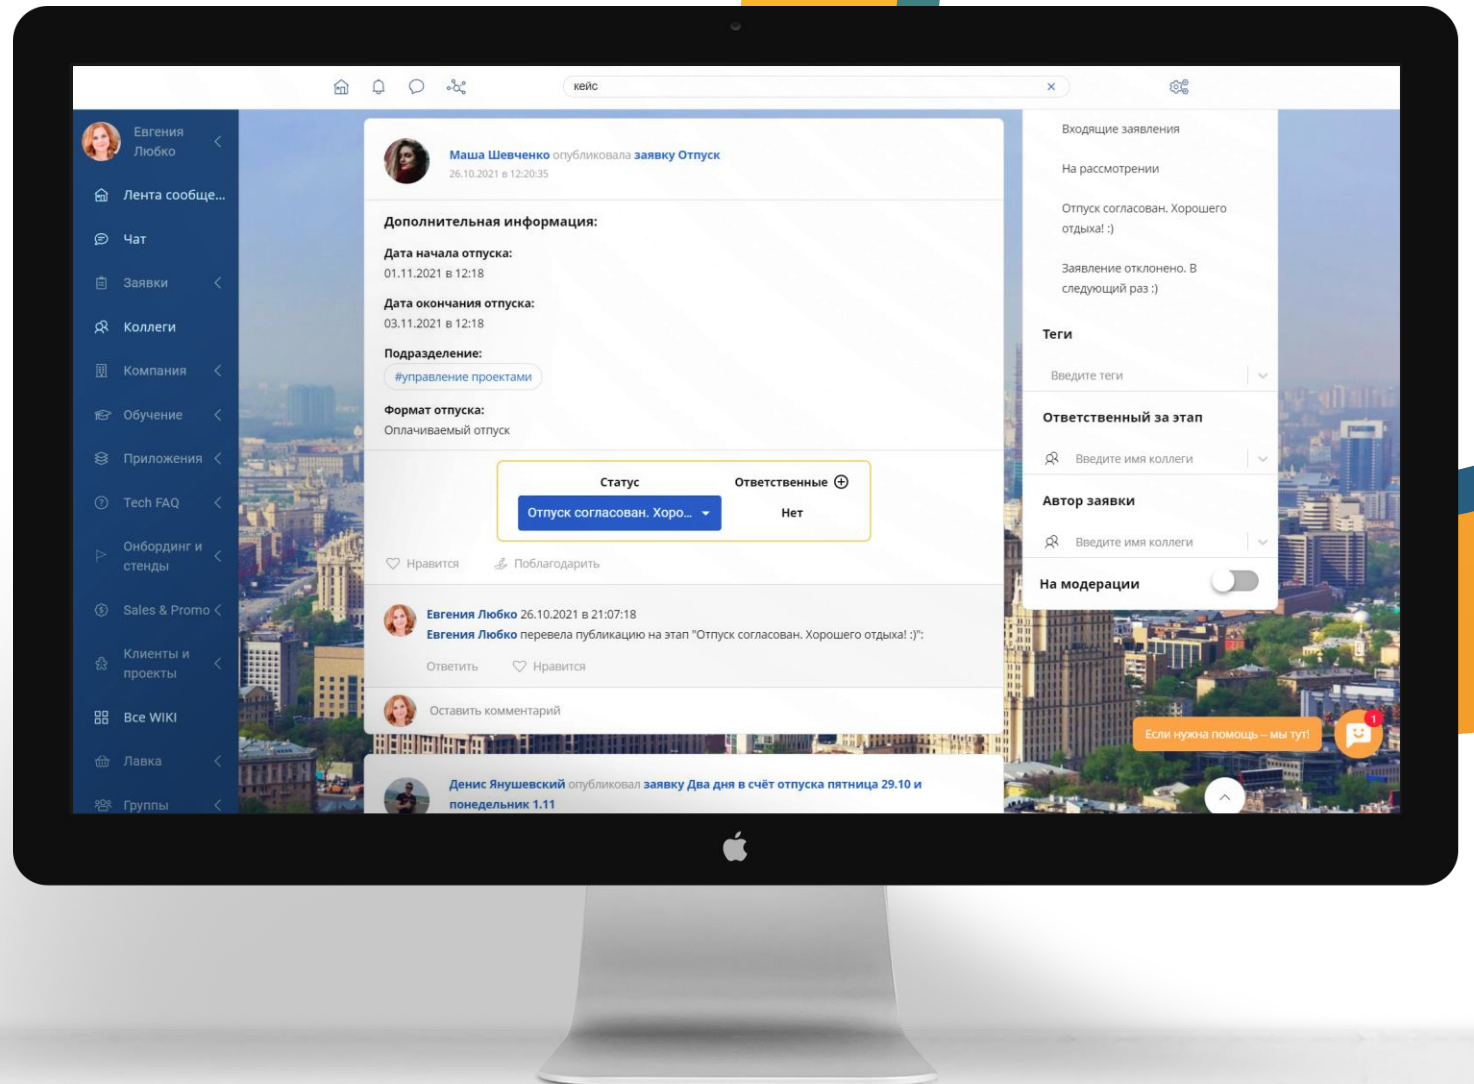 кейс
Евгения
Любко
Лента сообще...
Чат
Заявки
Коллеги
Компания
Обучение
Приложения
Tech FAQ
Онбординг и
стенды
Sales & Promo
Клиенты и
проекты
Все WIKI
Лавка
Группы
Маша Шевченко опубликовала заявку Отпуск
26.10.2021 в 12:20:35
Дополнительная информация:
Дата начала отпуска:
01.11.2021 в 12:18
Дата окончания отпуска:
03.11.2021 в 12:18
Подразделение:
#управление проектами
Формат отпуска:
Оплачиваемый отпуск
Статус Ответственные
Отпуск согласован. Хоро... Нет
Нравится Поблагодарить
Евгения Любко 26.10.2021 в 21:07:18
Евгения Любко перевела публикацию на этап "Отпуск согласован. Хорошего отдыха! :)":
Ответить Нравится
Оставить комментарий
Денис Янушевский опубликовал заявку Два дня в счёт отпуска пятница 29.10 и
понедельник 1.11
Входящие заявления
На рассмотрении
Отпуск согласован. Хорошего
отдыха! :)
Заявление отклонено. В
следующий раз :)
Теги
Введите теги
Ответственный за этап
Введите имя коллеги
Автор заявки
Введите имя коллеги
На модерации
Если нужна помощь – мы тут!
1